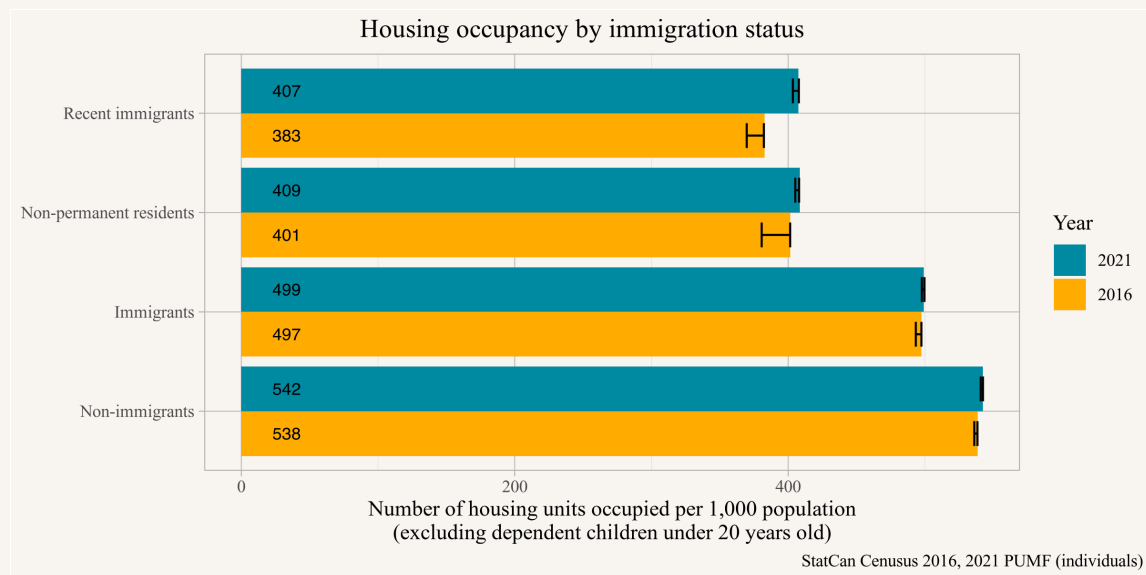 Housing occupancy by immigration status
Recent immigrants
407
383
Non-permanent residents
409
401
Immigrants
499
497
Non-immigrants
542
538
0 200 400
Number of housing units occupied per 1,000 population
(excluding dependent children under 20 years old)
Year
2021
2016
StatCan Cenusus 2016, 2021 PUMF (individuals)